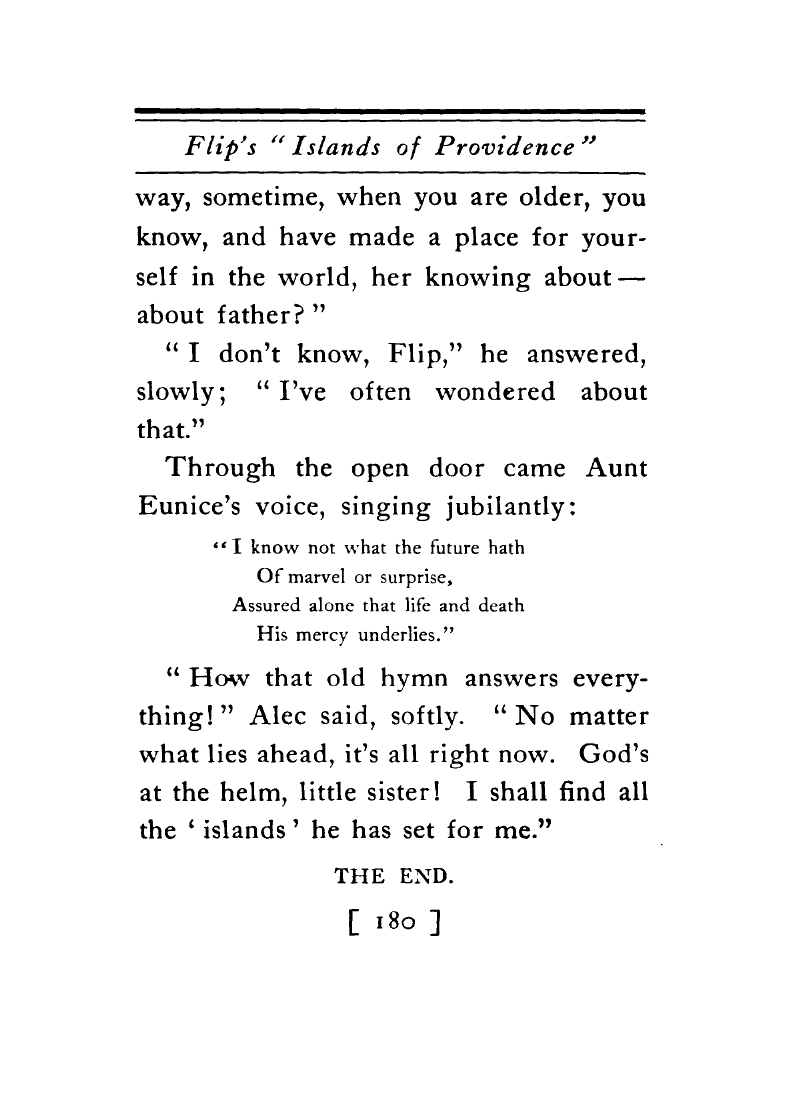 Flip's "Islands of Providence"
way, sometime, when you are older, you
know, and have made a place for your-
self in the world, her knowing about—
about father?"
"I don't know, Flip," he answered,
slowly; "I've often wondered about
that."
Through the open door came Aunt
Eunice's voice, singing jubilantly:
"I know not what the future hath
Of marvel or surprise,
Assured alone that life and death
His mercy underlies."
"How that old hymn answers every-
thing!" Alec said, softly. "No matter
what lies ahead, it's all right now. God's
at the helm, little sister! I shall find all
the 'islands' he has set for me."
THE END.
[ 180 ]